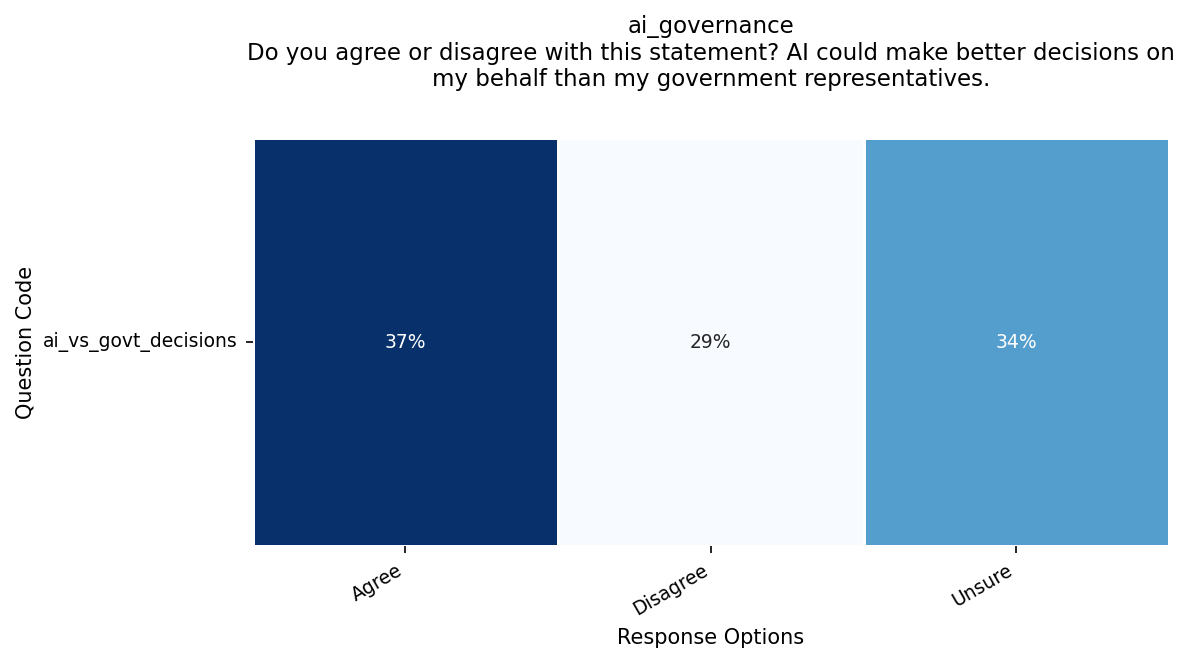 ai_governance
Do you agree or disagree with this statement? AI could make better decisions on
my behalf than my government representatives.
Question Code
ai_vs_govt_decisions
37%
29%
34%
Agree
Disagree
Unsure
Response Options